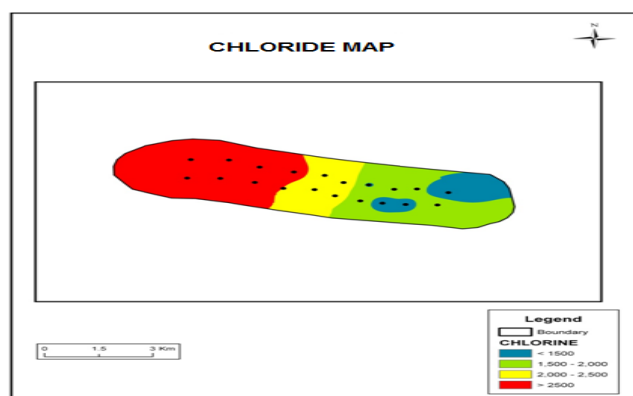 N
CHLORIDE MAP
Legend
Boundary
CHLORINE
< 1500
1,500 - 2,000
2,000 - 2,500
> 2500
0 1.5 3 Km